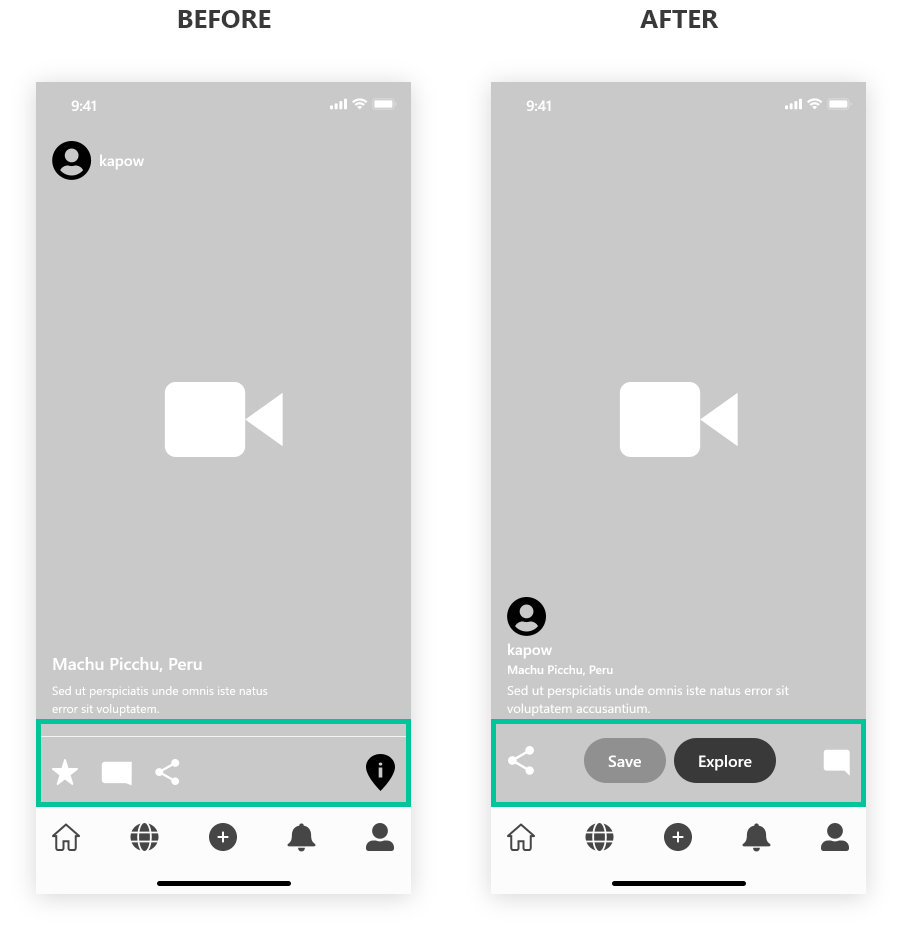 BEFORE
AFTER
9:41
kapow
Machu Picchu, Peru
Sed ut perspiciatis unde omnis iste natus
error sit voluptatem.
i
9:41
kapow
Machu Picchu, Peru
Sed ut perspiciatis unde omnis iste natus error sit
voluptatem accusantium.
Save
Explore